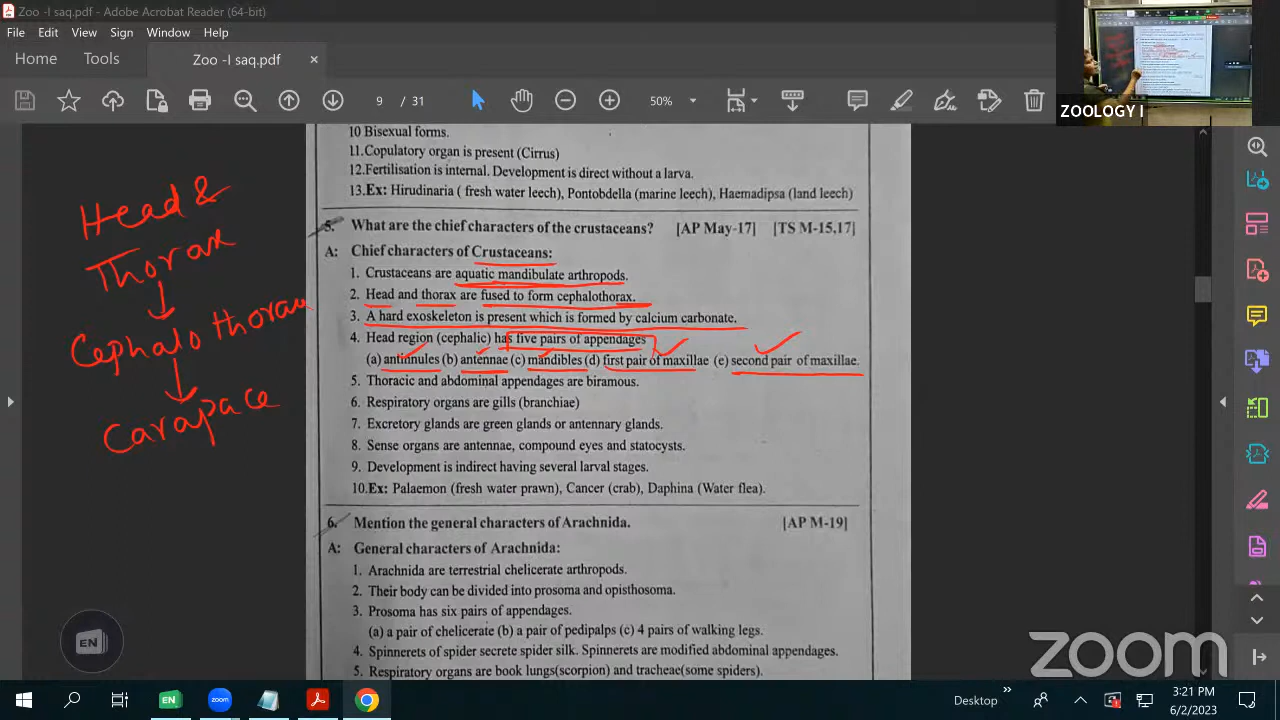 Zoo -I saq.pdf - Adobe Acrobat Reader (64-bit)
File Edit View Sign Window Help
ome Tools Zoo -I saq.pdf ×
ZOOLOGY I
10 Bisexul forms.
11.Copulatory organ is present (Cirrus)
12.Fertilisation is internal. Development is direct without a larva.
13.Ex: Hirudinaria ( fresh water leech), Pontobdella (marine leech), Haemadipsa (land leech)
5. What are the chief characters of the crustaceans? [AP May-17] [TS M-15,17]
A: Chief characters of Crustaceans:
1. Crustaceans are aquatic mandibulate arthropods.
2. Head and thorax are fused to form cephalothorax.
3. A hard exoskeleton is present which is formed by calcium carbonate.
4. Head region (cephalic) has five pairs of appendages
(a) antinnules (b) antennae (c) mandibles (d) first pair of maxillae (e) second pair of maxillae.
5. Thoracic and abdominal appendages are biramous.
6. Respiratory organs are gills (branchiae)
7. Excretory glands are green glands or antennary glands.
8. Sense organs are antennae, compound eyes and statocysts.
9. Development is indirect having several larval stages.
10.Ex: Palaemon (fresh water prawn), Cancer (crab), Daphina (Water flea).
6. Mention the general characters of Arachnida. [AP M-19]
A: General characters of Arachnida:
1. Arachnida are terrestrial chelicerate arthropods.
2. Their body can be divided into prosoma and opisthosoma.
3. Prosoma has six pairs of appendages.
(a) a pair of chelicerate (b) a pair of pedipalps (c) 4 pairs of walking legs.
4. Spinnerets of spider secrete spider silk. Spinnerets are modified abdominal appendages.
5. Respiratory organs are book lungs(scorpion) and tracheae(some spiders).
Head &
Thorax
Cephalo thorax
Carapace
EN
zoom
EN zoom Desktop
3:21 PM
6/2/2023